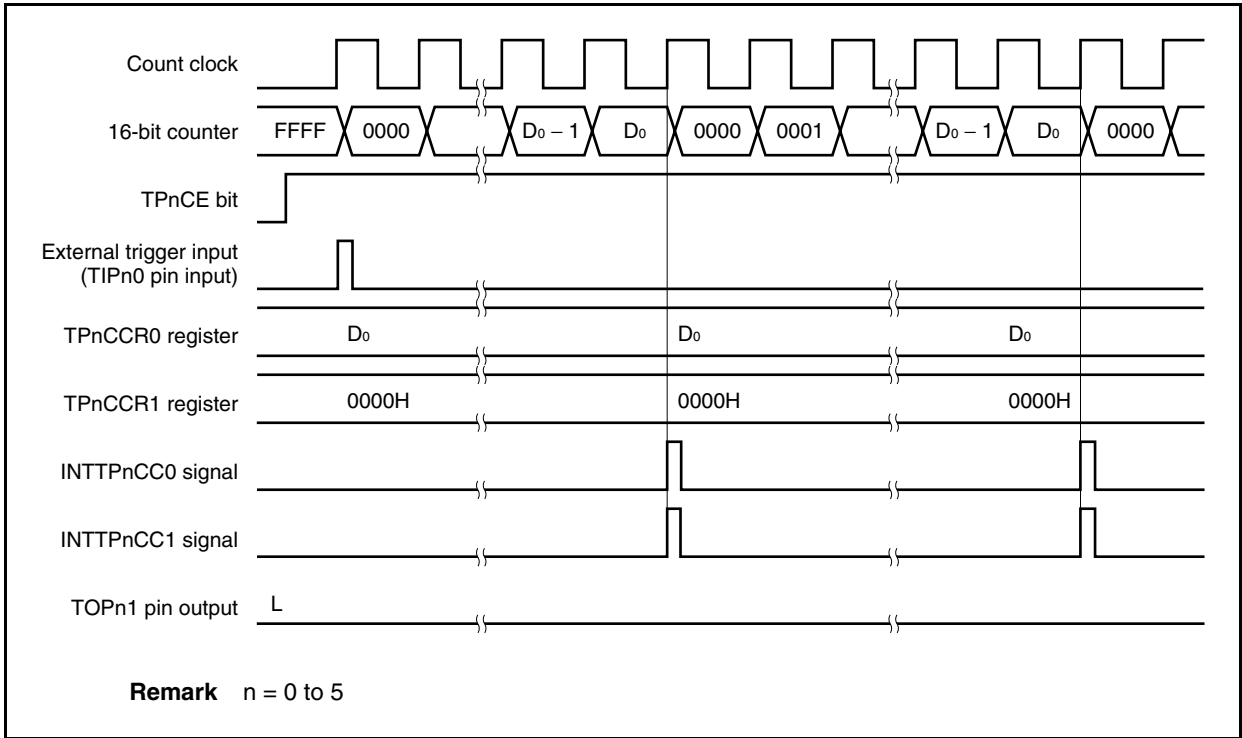 Count clock
16-bit counter FFFF 0000 D₀ – 1 D₀ 0000 0001 D₀ – 1 D₀ 0000
TPnCE bit
External trigger input
(TIPn0 pin input)
TPnCCR0 register D₀ D₀ D₀
TPnCCR1 register 0000H 0000H 0000H
INTTPnCC0 signal
INTTPnCC1 signal
TOPn1 pin output L
Remark n = 0 to 5